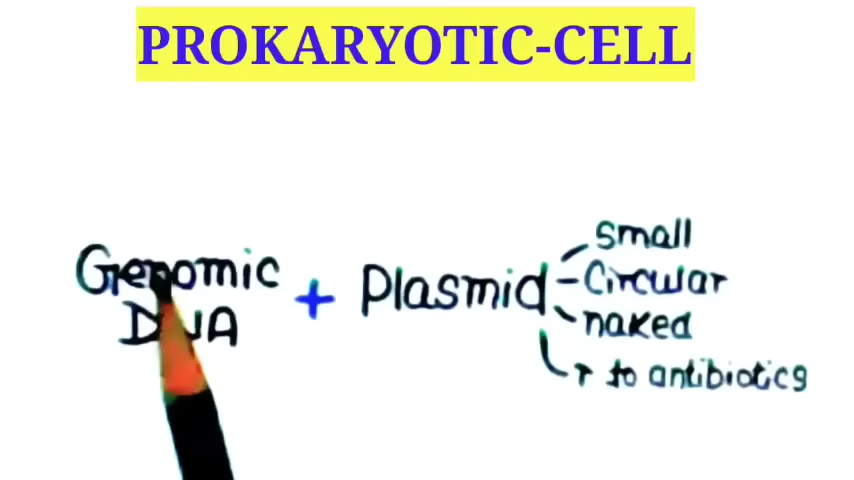 PROKARYOTIC-CELL
Genomic
DNA
+
Plasmid
small
Circular
naked
r to antibiotics